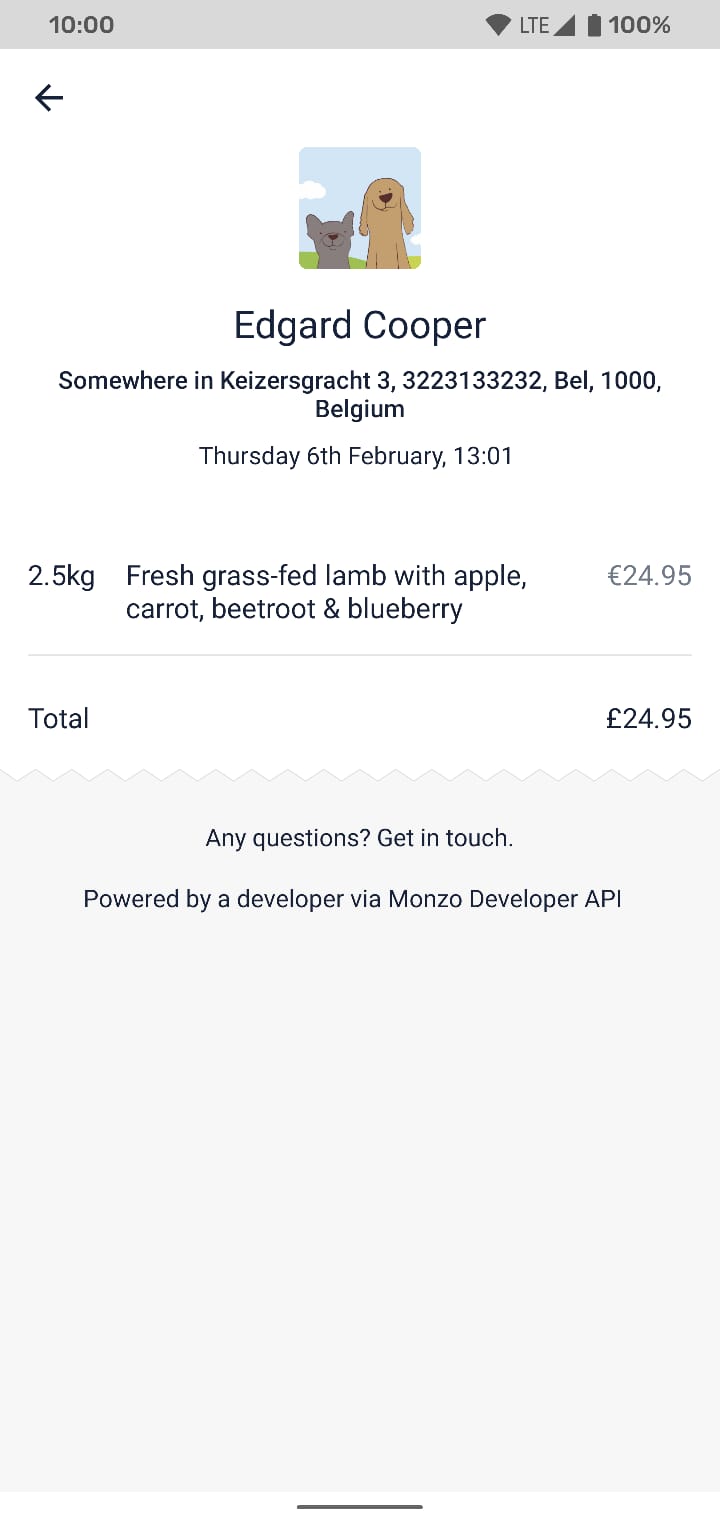 10:00 LTE 100%
Edgard Cooper
Somewhere in Keizersgracht 3, 3223133232, Bel, 1000,
Belgium
Thursday 6th February, 13:01
2.5kg Fresh grass-fed lamb with apple, €24.95
carrot, beetroot & blueberry
Total £24.95
Any questions? Get in touch.
Powered by a developer via Monzo Developer API